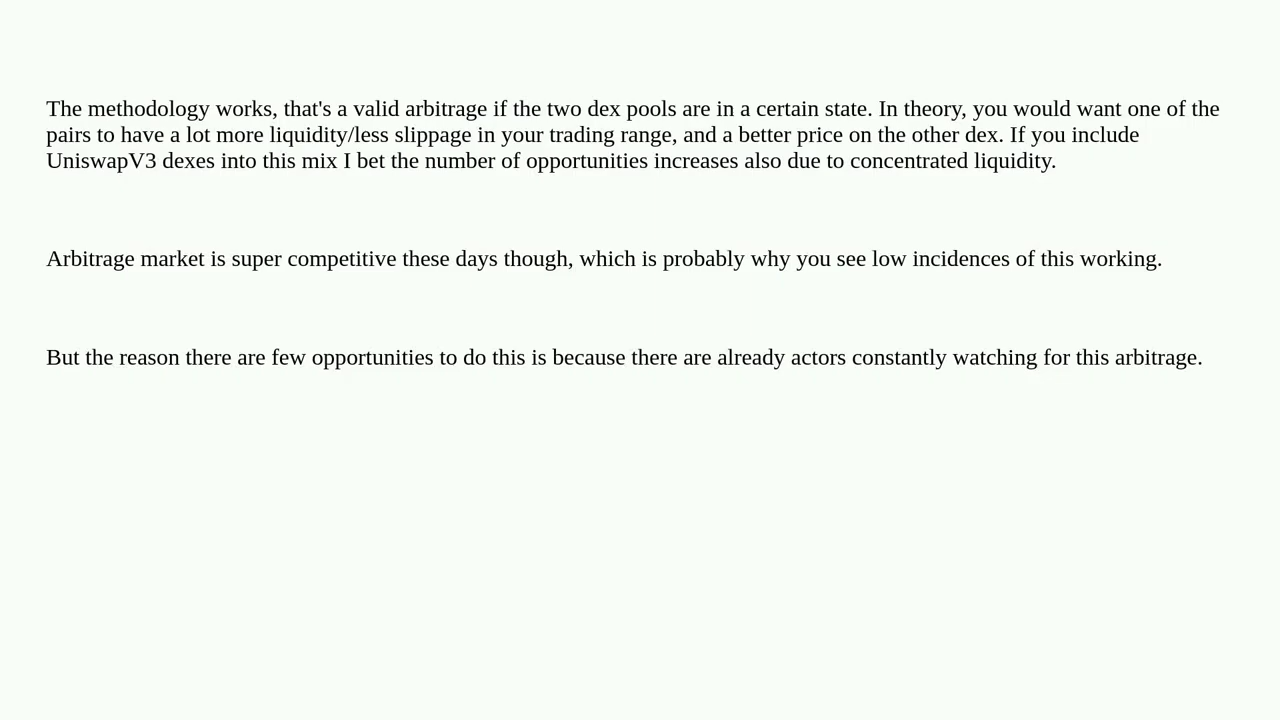 The methodology works, that's a valid arbitrage if the two dex pools are in a certain state. In theory, you would want one of the
pairs to have a lot more liquidity/less slippage in your trading range, and a better price on the other dex. If you include
UniswapV3 dexes into this mix I bet the number of opportunities increases also due to concentrated liquidity.
Arbitrage market is super competitive these days though, which is probably why you see low incidences of this working.
But the reason there are few opportunities to do this is because there are already actors constantly watching for this arbitrage.